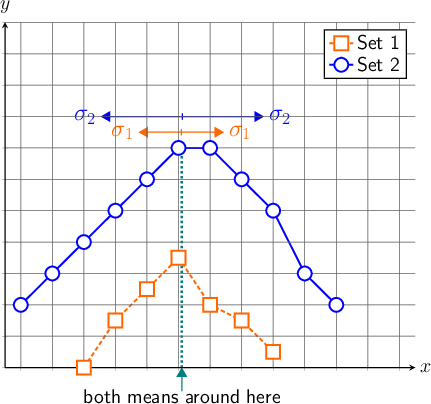 y
Set 1
Set 2
σ₂ σ₂
σ₁ σ₁
x
both means around here